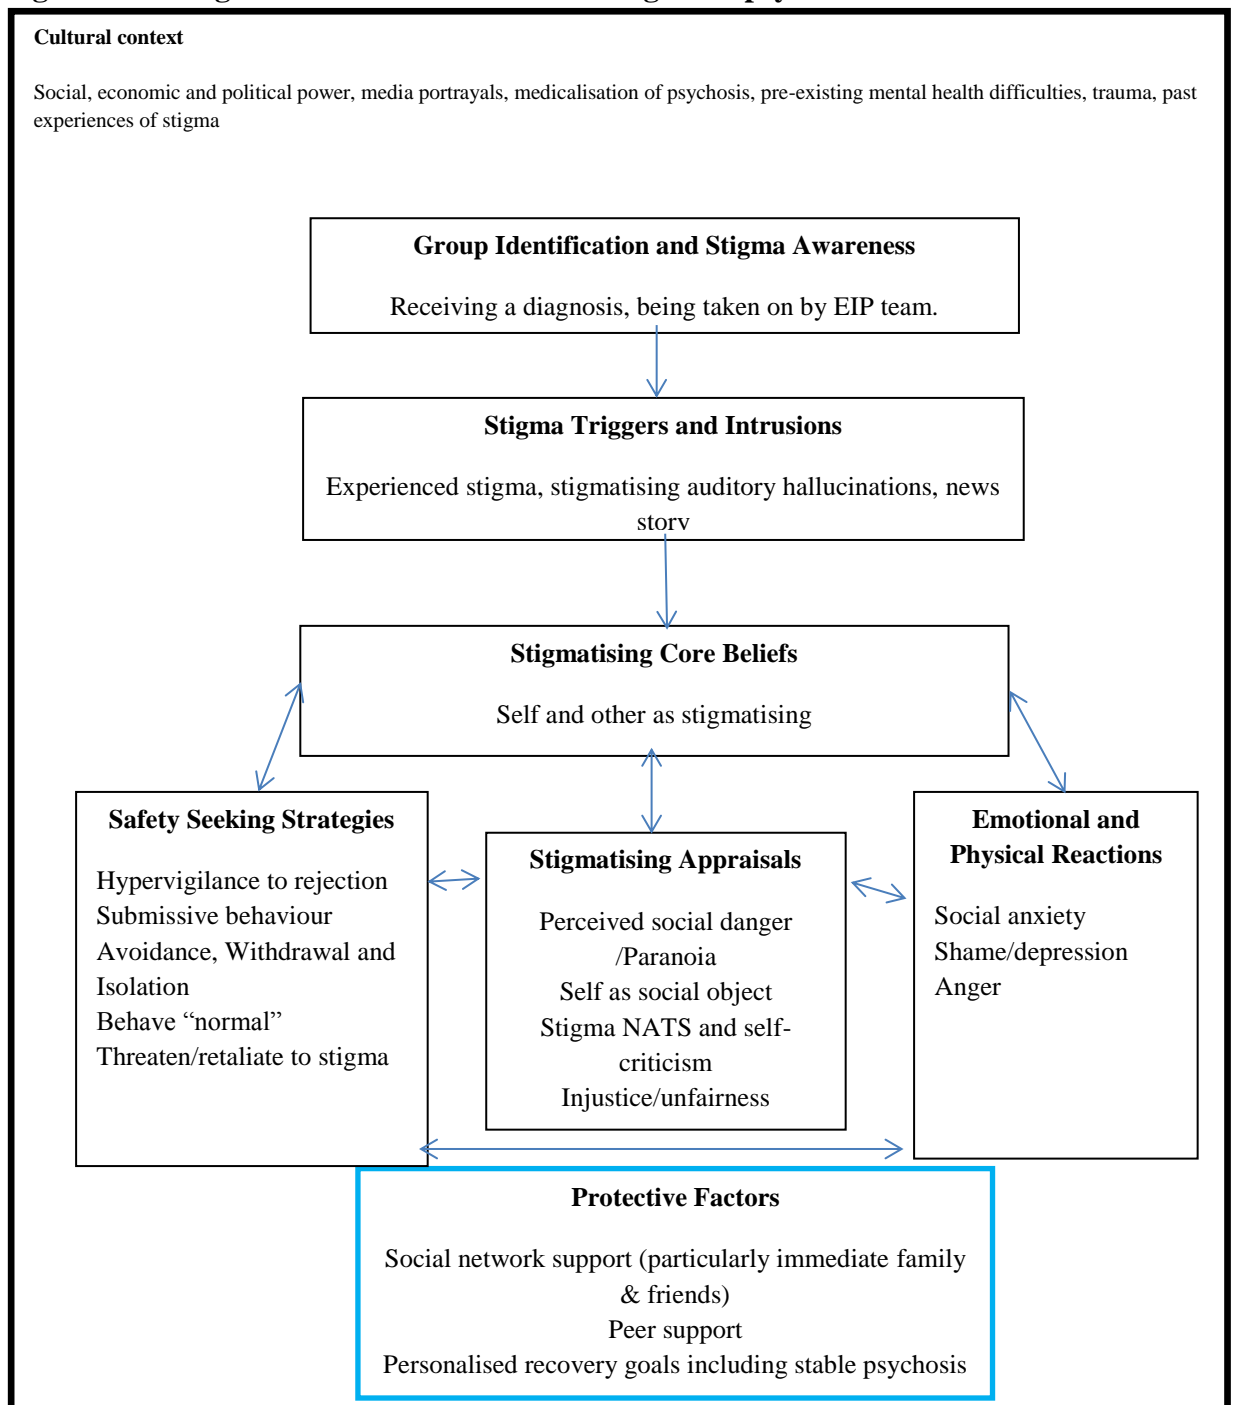 Cultural context
Social, economic and political power, media portrayals, medicalisation of psychosis, pre-existing mental health difficulties, trauma, past
experiences of stigma
Group Identification and Stigma Awareness
Receiving a diagnosis, being taken on by EIP team.
Stigma Triggers and Intrusions
Experienced stigma, stigmatising auditory hallucinations, news
story
Stigmatising Core Beliefs
Self and other as stigmatising
Safety Seeking Strategies
Hypervigilance to rejection
Submissive behaviour
Avoidance, Withdrawal and
Isolation
Behave “normal”
Threaten/retaliate to stigma
Stigmatising Appraisals
Perceived social danger
/Paranoia
Self as social object
Stigma NATS and self-
criticism
Injustice/unfairness
Emotional and
Physical Reactions
Social anxiety
Shame/depression
Anger
Protective Factors
Social network support (particularly immediate family
& friends)
Peer support
Personalised recovery goals including stable psychosis